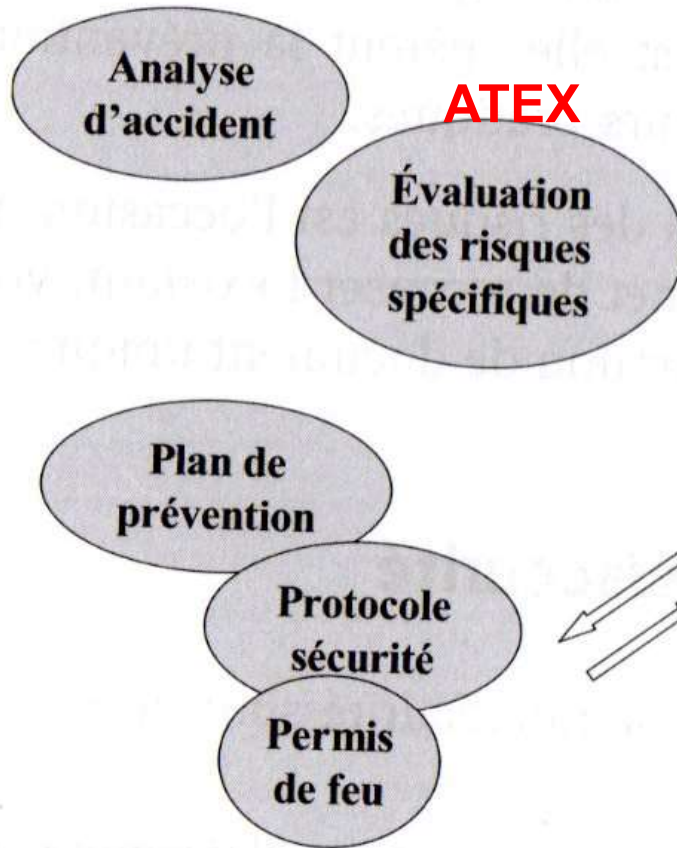 Analyse
d'accident
ATEX
Évaluation
des risques
spécifiques
Plan de
prévention
Protocole
sécurité
Permis
de feu